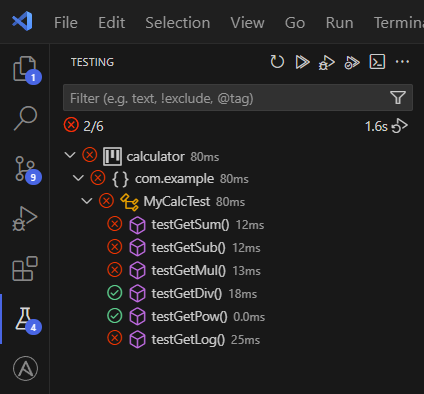 File Edit Selection View Go Run Terminal
TESTING
1
Filter (e.g. text, !exclude, @tag)
2/6 1.6s
calculator 80ms
9
{ } com.example 80ms
MyCalcTest 80ms
testGetSum() 12ms
testGetSub() 12ms
testGetMul() 13ms
testGetDiv() 18ms
testGetPow() 0.0ms
4
testGetLog() 25ms